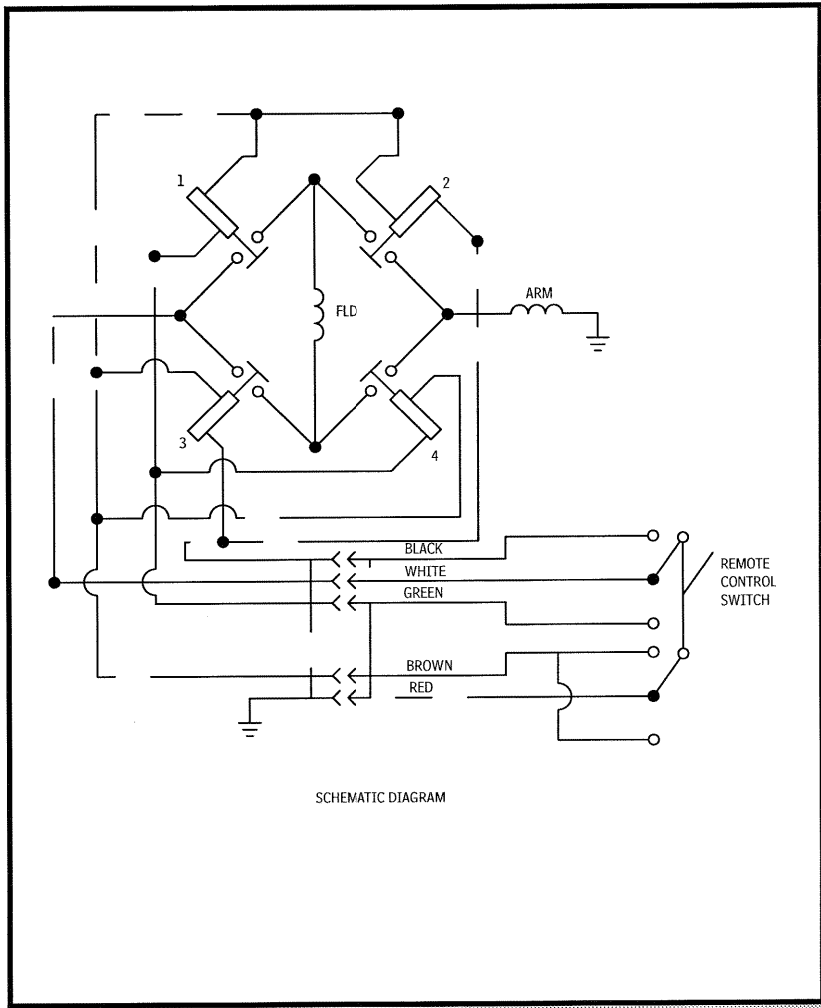 1
2
FLD
ARM
3
4
BLACK
WHITE
GREEN
BROWN
RED
REMOTE
CONTROL
SWITCH
SCHEMATIC DIAGRAM